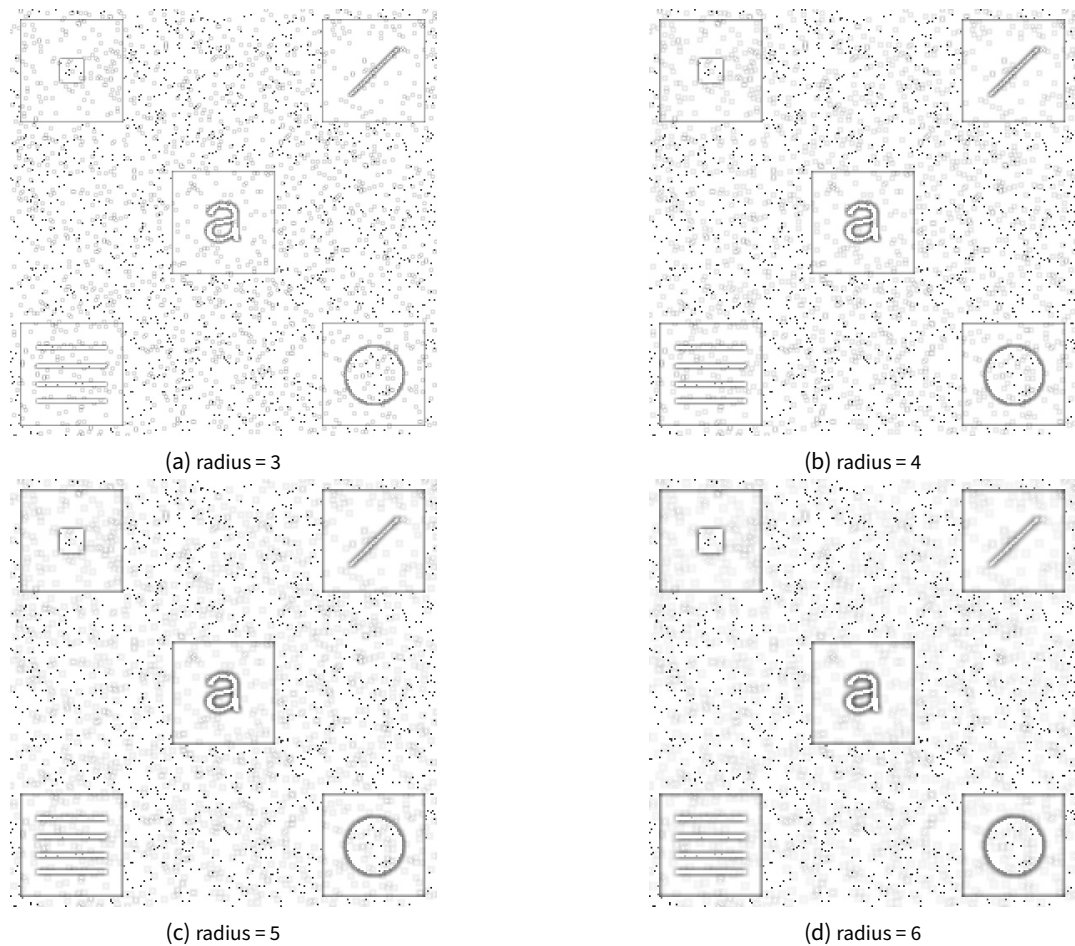 a
a
(a) radius = 3
(b) radius = 4
a
a
(c) radius = 5
(d) radius = 6